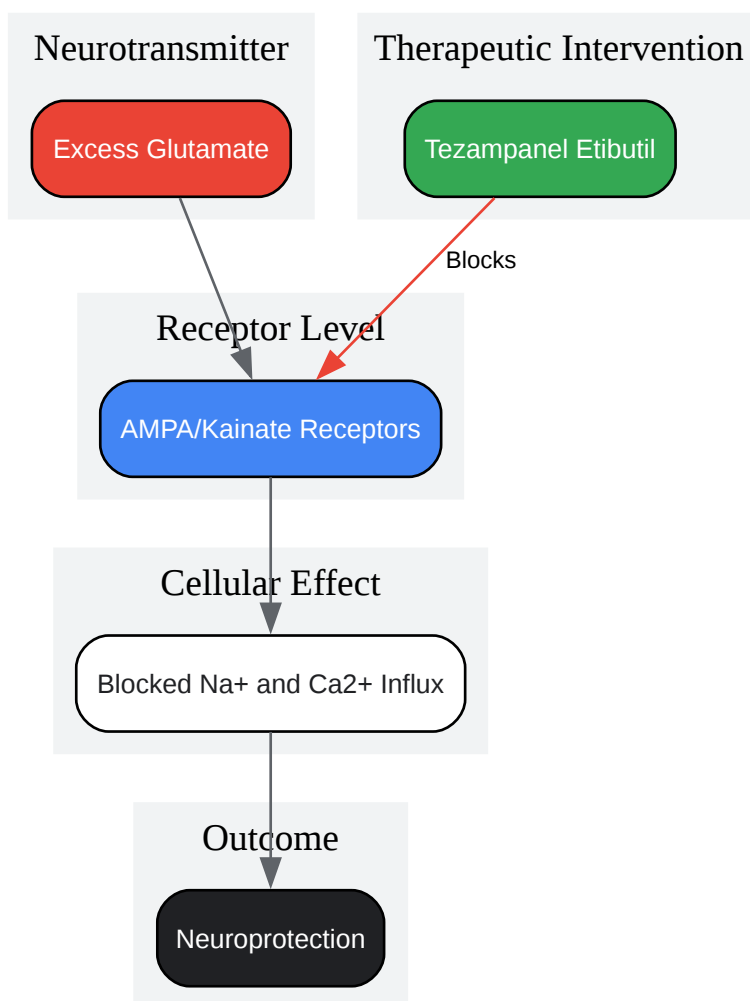 Neurotransmitter
Therapeutic Intervention
Excess Glutamate
Tezampanel Etibutil
Blocks
Receptor Level
AMPA/Kainate Receptors
Cellular Effect
Blocked Na+ and Ca2+ Influx
Outcome
Neuroprotection